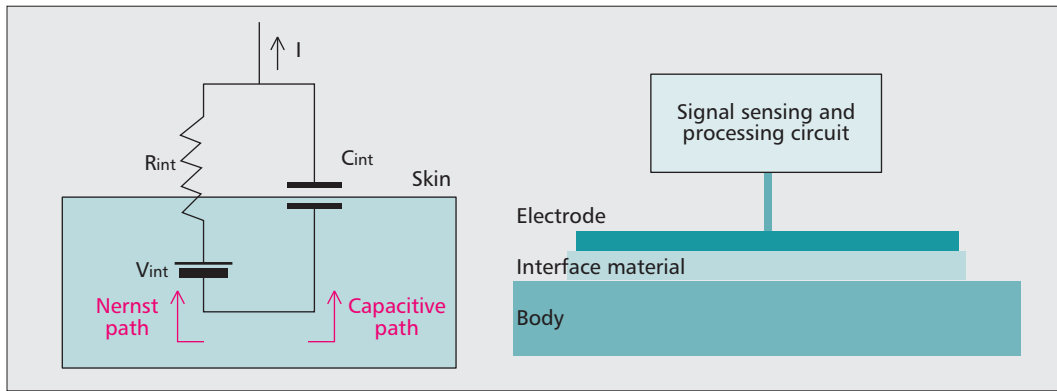 I
Rint
Cint
Skin
Vint
Nernst
path
Capacitive
path
Signal sensing and
processing circuit
Electrode
Interface material
Body